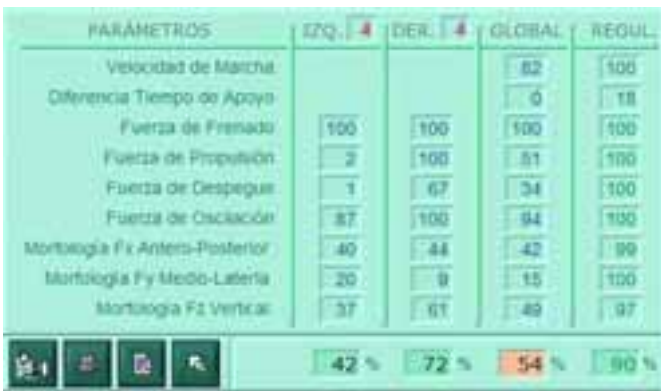 PARÁMETROS IZQ. 4 DER. 4 GLOBAL REGUL.
Velocidad de Marcha 82 100
Diferencia Tiempo de Apoyo 0 18
Fuerza de Frenado 100 100 100 100
Fuerza de Propulsión 2 100 51 100
Fuerza de Despegue 1 67 34 100
Fuerza de Oscilación 87 100 94 100
Morfología Fx Antero-Posterior 40 44 42 99
Morfología Fy Medio-Lateria 20 9 15 100
Morfología Fz Vertical 37 61 49 97
42 % 72 % 54 % 90 %